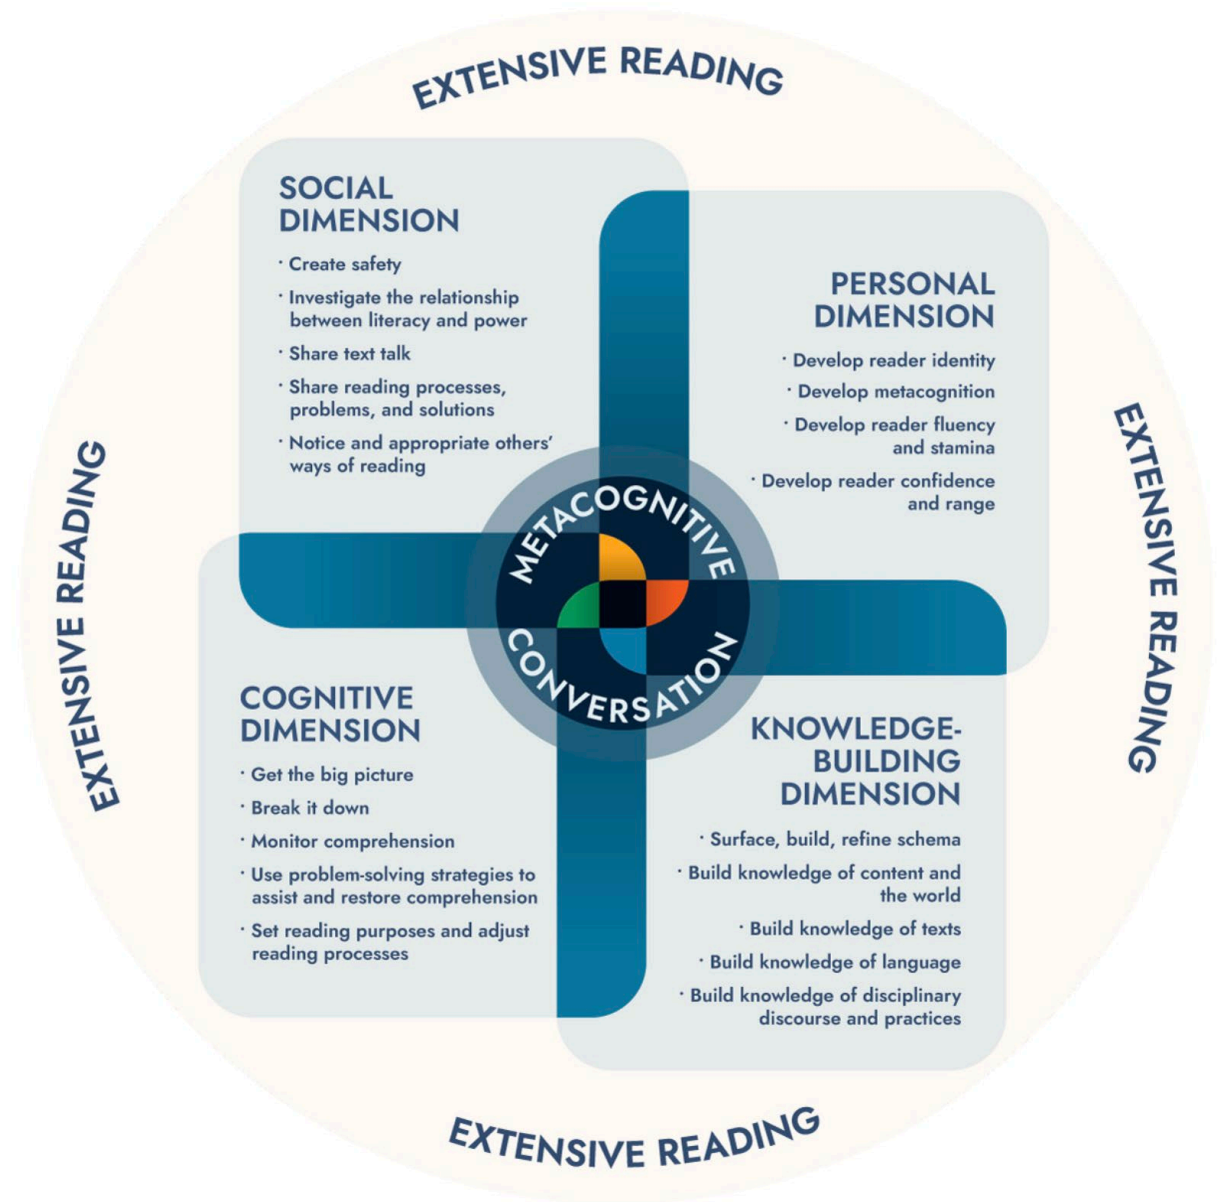 EXTENSIVE READING
SOCIAL
DIMENSION
· Create safety
· Investigate the relationship
between literacy and power
· Share text talk
· Share reading processes,
problems, and solutions
· Notice and appropriate others’
ways of reading
PERSONAL
DIMENSION
· Develop reader identity
· Develop metacognition
· Develop reader fluency
and stamina
· Develop reader confidence
and range
EXTENSIVE READING
EXTENSIVE READING
METACOGNITIVE
CONVERSATION
COGNITIVE
DIMENSION
· Get the big picture
· Break it down
· Monitor comprehension
· Use problem-solving strategies to
assist and restore comprehension
· Set reading purposes and adjust
reading processes
KNOWLEDGE-
BUILDING
DIMENSION
· Surface, build, refine schema
· Build knowledge of content and
the world
· Build knowledge of texts
· Build knowledge of language
· Build knowledge of disciplinary
discourse and practices
EXTENSIVE READING